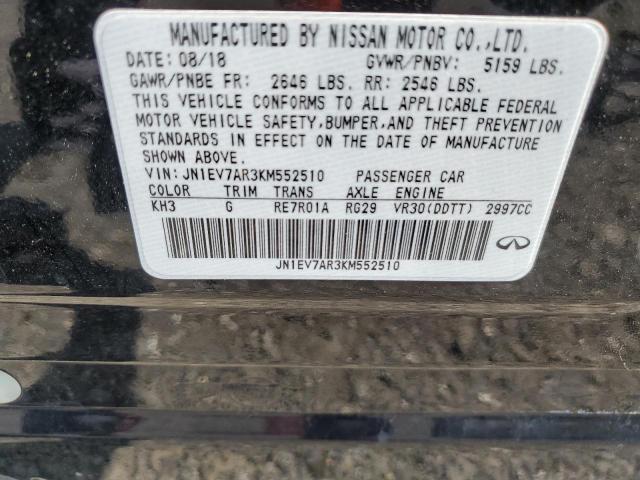 MANUFACTURED BY NISSAN MOTOR CO.,LTD.
DATE: 08/18 GVWR/PNBV: 5159 LBS.
GAWR/PNBE FR: 2646 LBS. RR: 2546 LBS.
THIS VEHICLE CONFORMS TO ALL APPLICABLE FEDERAL
MOTOR VEHICLE SAFETY,BUMPER,AND THEFT PREVENTION
STANDARDS IN EFFECT ON THE DATE OF MANUFACTURE
SHOWN ABOVE.
VIN: JN1EV7AR3KM552510 PASSENGER CAR
COLOR TRIM TRANS AXLE ENGINE
KH3 G RE7R01A RG29 VR30(DDTT) 2997CC
JN1EV7AR3KM552510
INFINITI